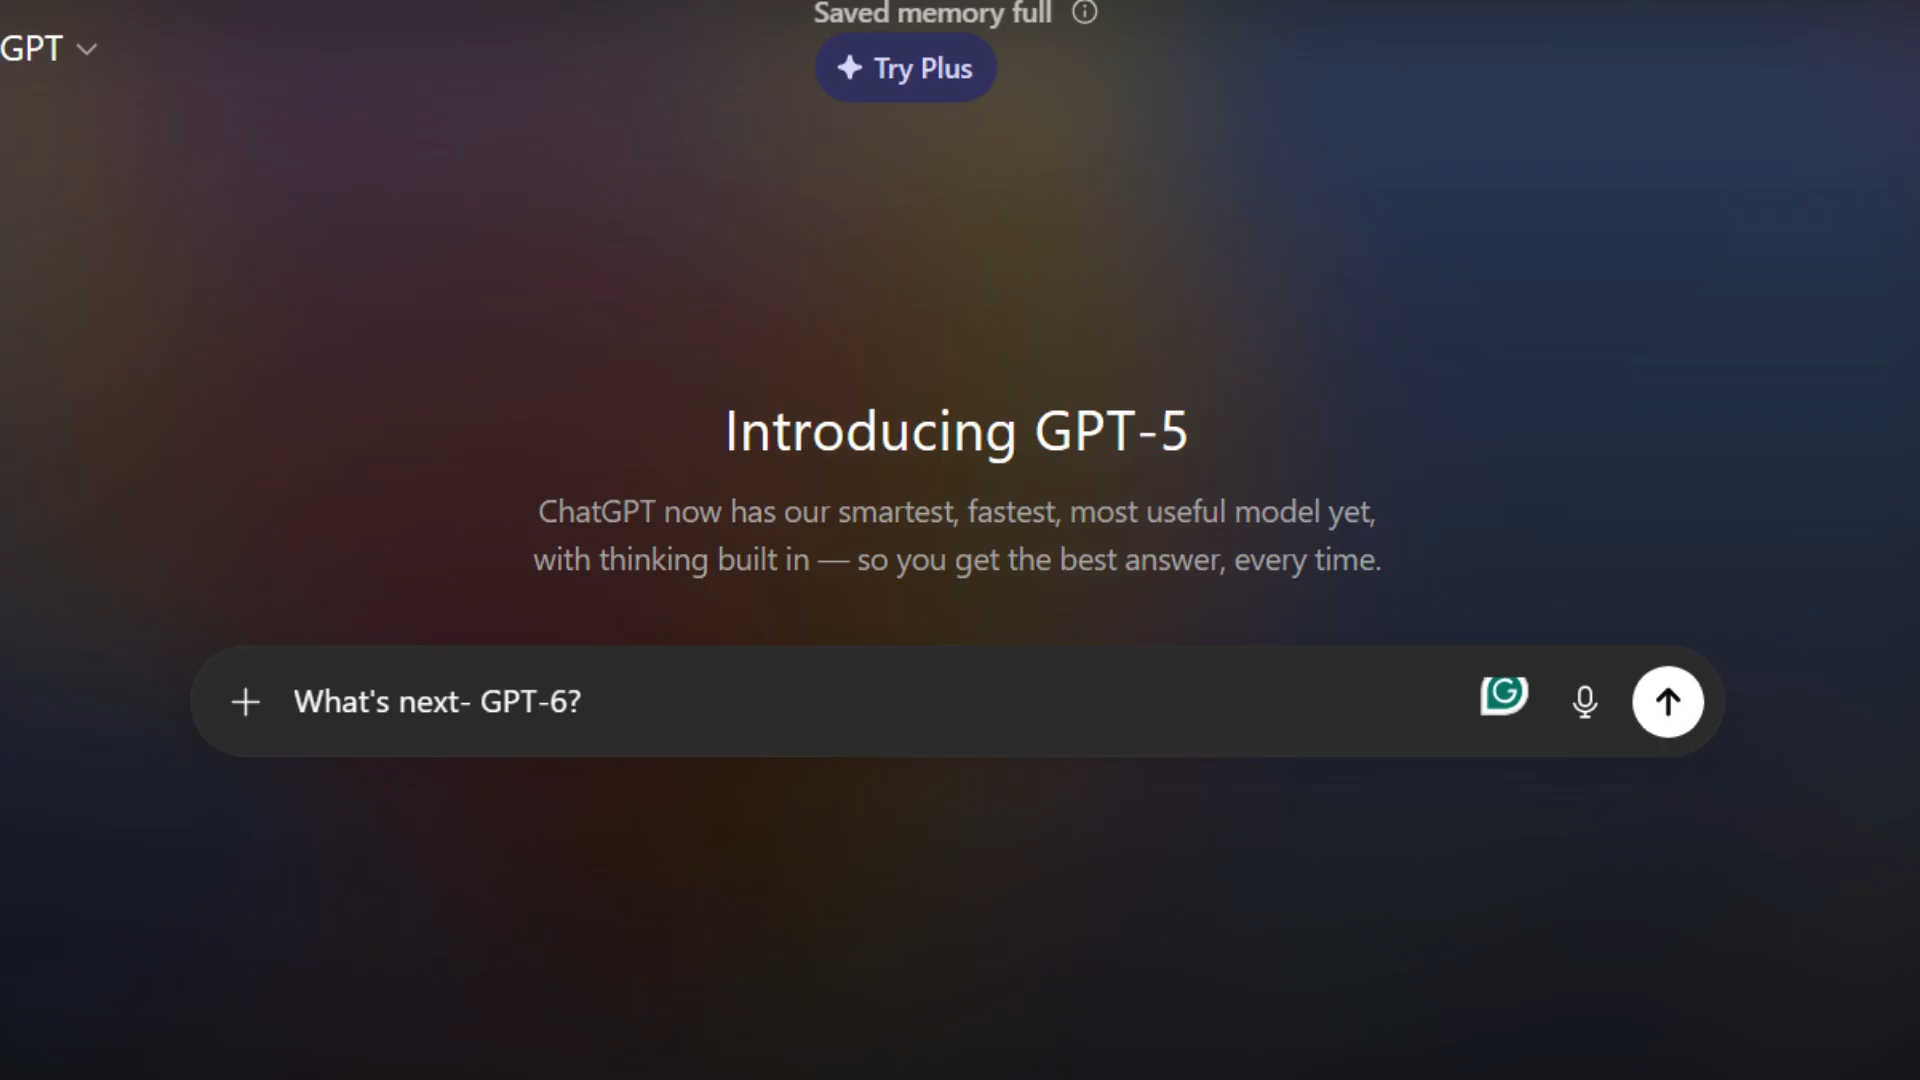 Saved memory full
GPT
Try Plus
Introducing GPT-5
ChatGPT now has our smartest, fastest, most useful model yet,
with thinking built in — so you get the best answer, every time.
What's next- GPT-6?